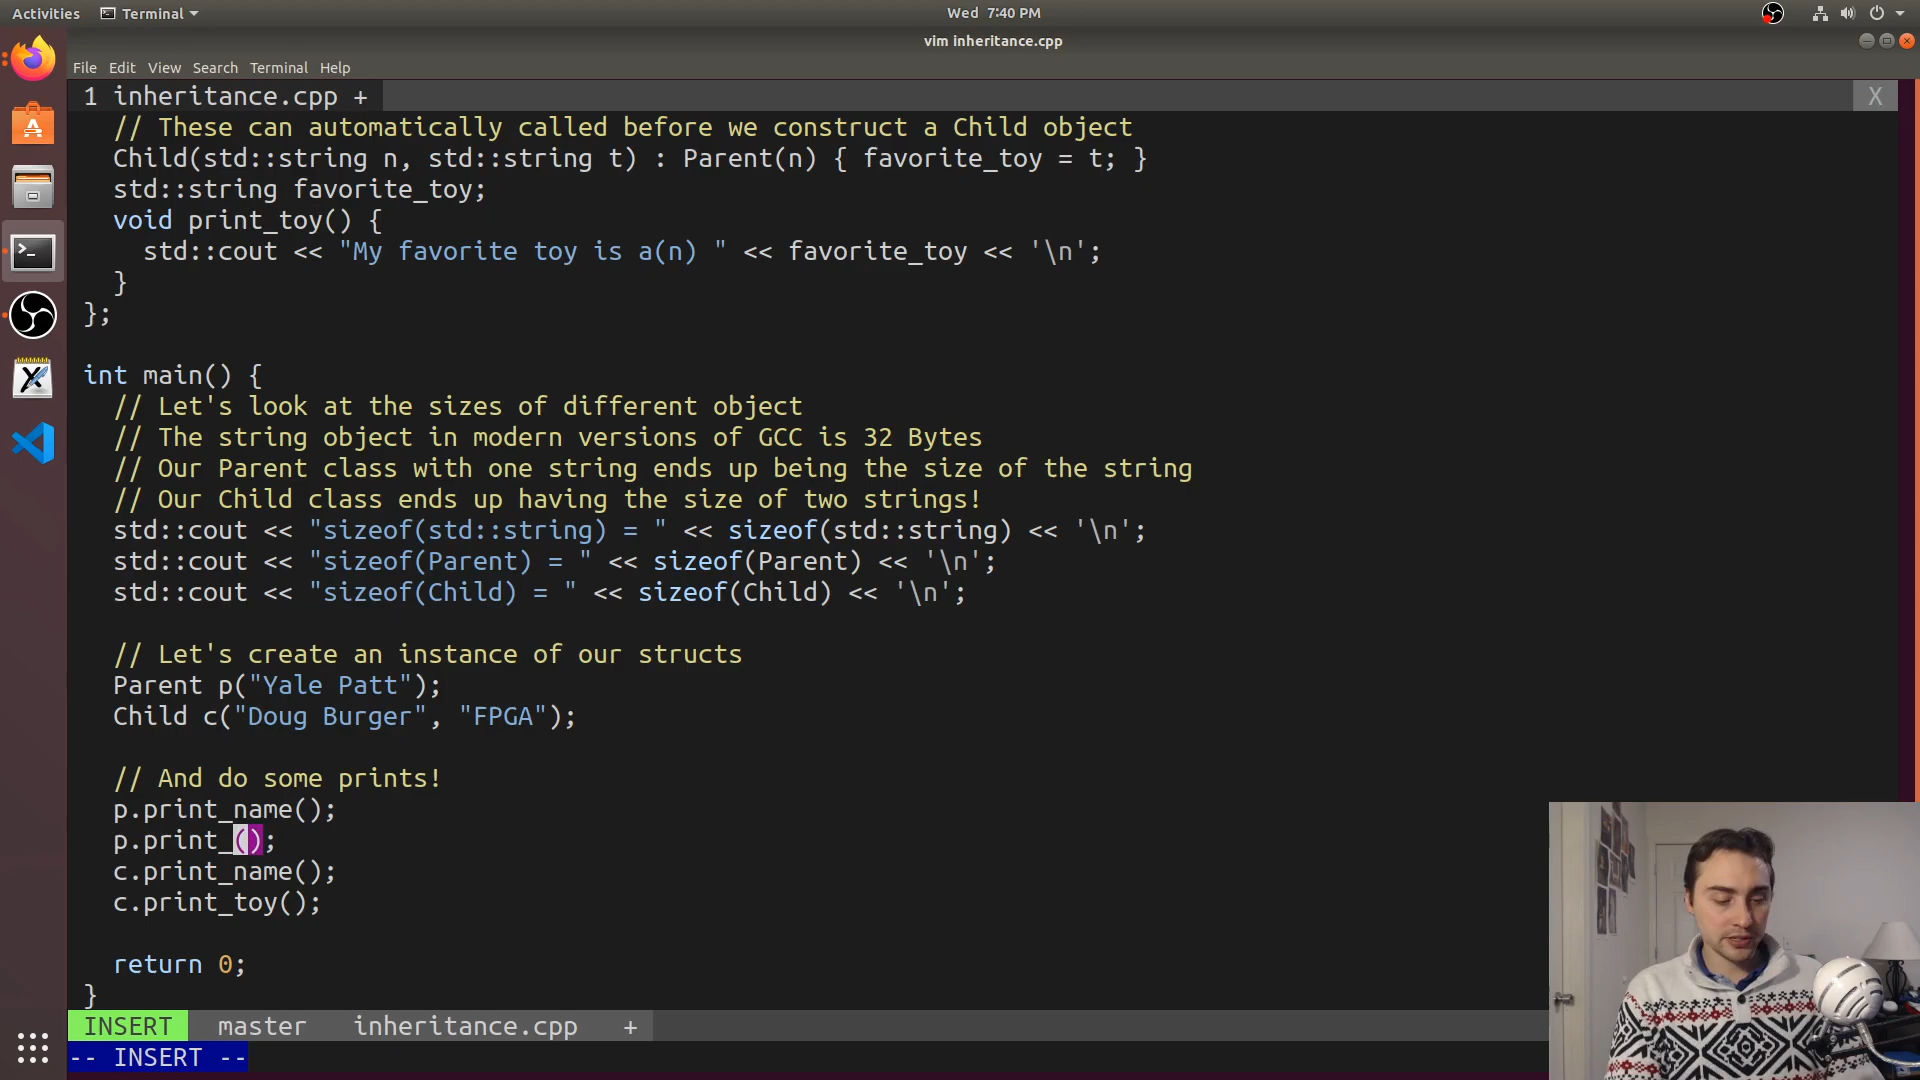 Activities
Terminal
Wed 7:40 PM
vim inheritance.cpp
File Edit View Search Terminal Help
1 inheritance.cpp + X
// These can automatically called before we construct a Child object
Child(std::string n, std::string t) : Parent(n) { favorite_toy = t; }
std::string favorite_toy;
void print_toy() {
std::cout << "My favorite toy is a(n) " << favorite_toy << '\n';
}
};
int main() {
// Let's look at the sizes of different object
// The string object in modern versions of GCC is 32 Bytes
// Our Parent class with one string ends up being the size of the string
// Our Child class ends up having the size of two strings!
std::cout << "sizeof(std::string) = " << sizeof(std::string) << '\n';
std::cout << "sizeof(Parent) = " << sizeof(Parent) << '\n';
std::cout << "sizeof(Child) = " << sizeof(Child) << '\n';
// Let's create an instance of our structs
Parent p("Yale Patt");
Child c("Doug Burger", "FPGA");
// And do some prints!
p.print_name();
p.print_();
c.print_name();
c.print_toy();
return 0;
}
INSERT master inheritance.cpp +
-- INSERT --